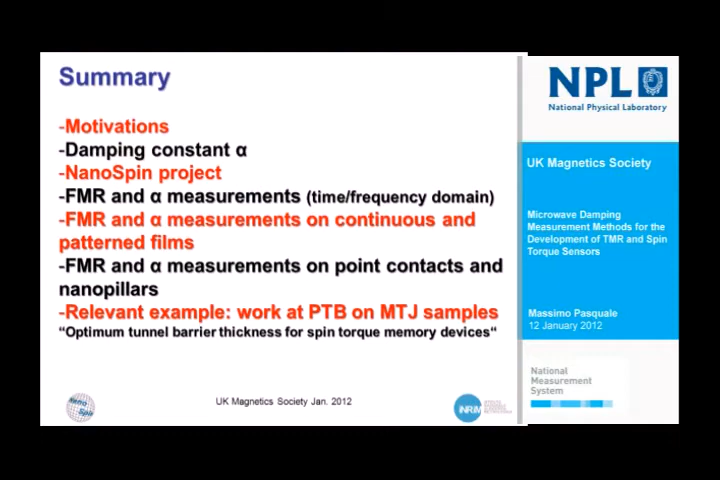 Summary
-Motivations
-Damping constant α
-NanoSpin project
-FMR and α measurements (time/frequency domain)
-FMR and α measurements on continuous and
patterned films
-FMR and α measurements on point contacts and
nanopillars
-Relevant example: work at PTB on MTJ samples
"Optimum tunnel barrier thickness for spin torque memory devices"
Nano
Spin
UK Magnetics Society Jan. 2012
INRIM
NPL
National Physical Laboratory
UK Magnetics Society
Microwave Damping
Measurement Methods for the
Development of TMR and Spin
Torque Sensors
Massimo Pasquale
12 January 2012
National
Measurement
System